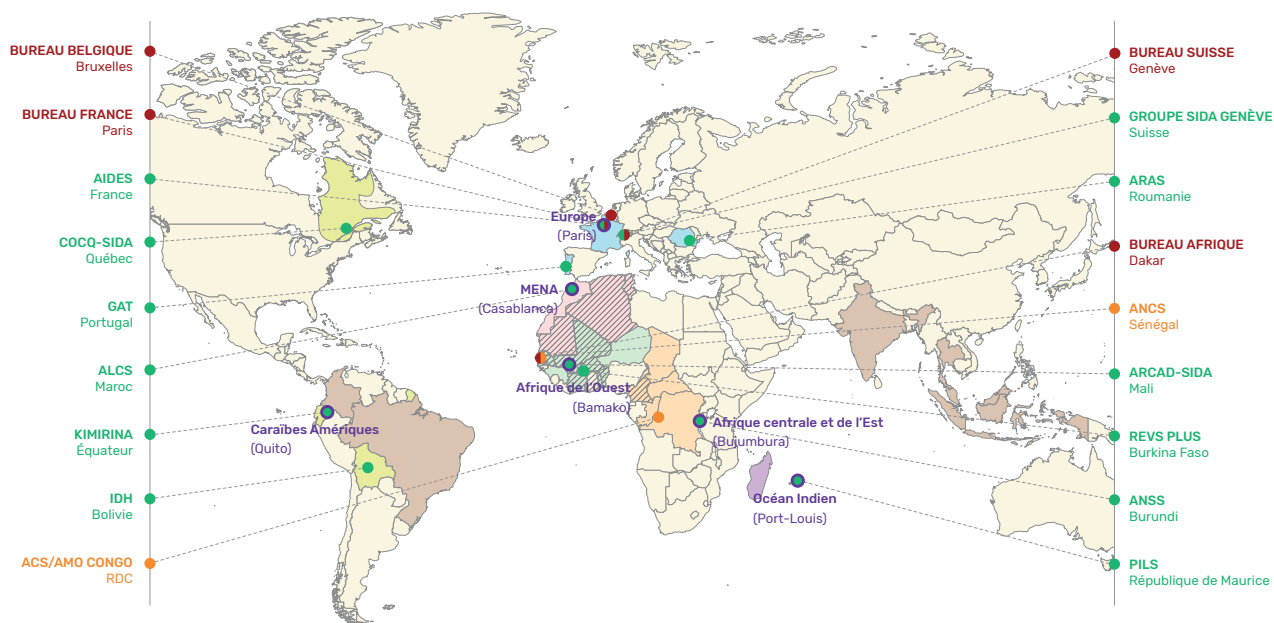 BUREAU BELGIQUE
Bruxelles
BUREAU FRANCE
Paris
AIDES
France
COCQ-SIDA
Québec
GAT
Portugal
ALCS
Maroc
KIMIRINA
Équateur
IDH
Bolivie
ACS/AMO CONGO
RDC
Europe
(Paris)
MENA
(Casablanca)
Afrique de l’Ouest
(Bamako)
Caraïbes Amériques
(Quito)
Afrique centrale et de l’Est
(Bujumbura)
Océan Indien
(Port-Louis)
BUREAU SUISSE
Genève
GROUPE SIDA GENÈVE
Suisse
ARAS
Roumanie
BUREAU AFRIQUE
Dakar
ANCS
Sénégal
ARCAD-SIDA
Mali
REVS PLUS
Burkina Faso
ANSS
Burundi
PILS
République de Maurice